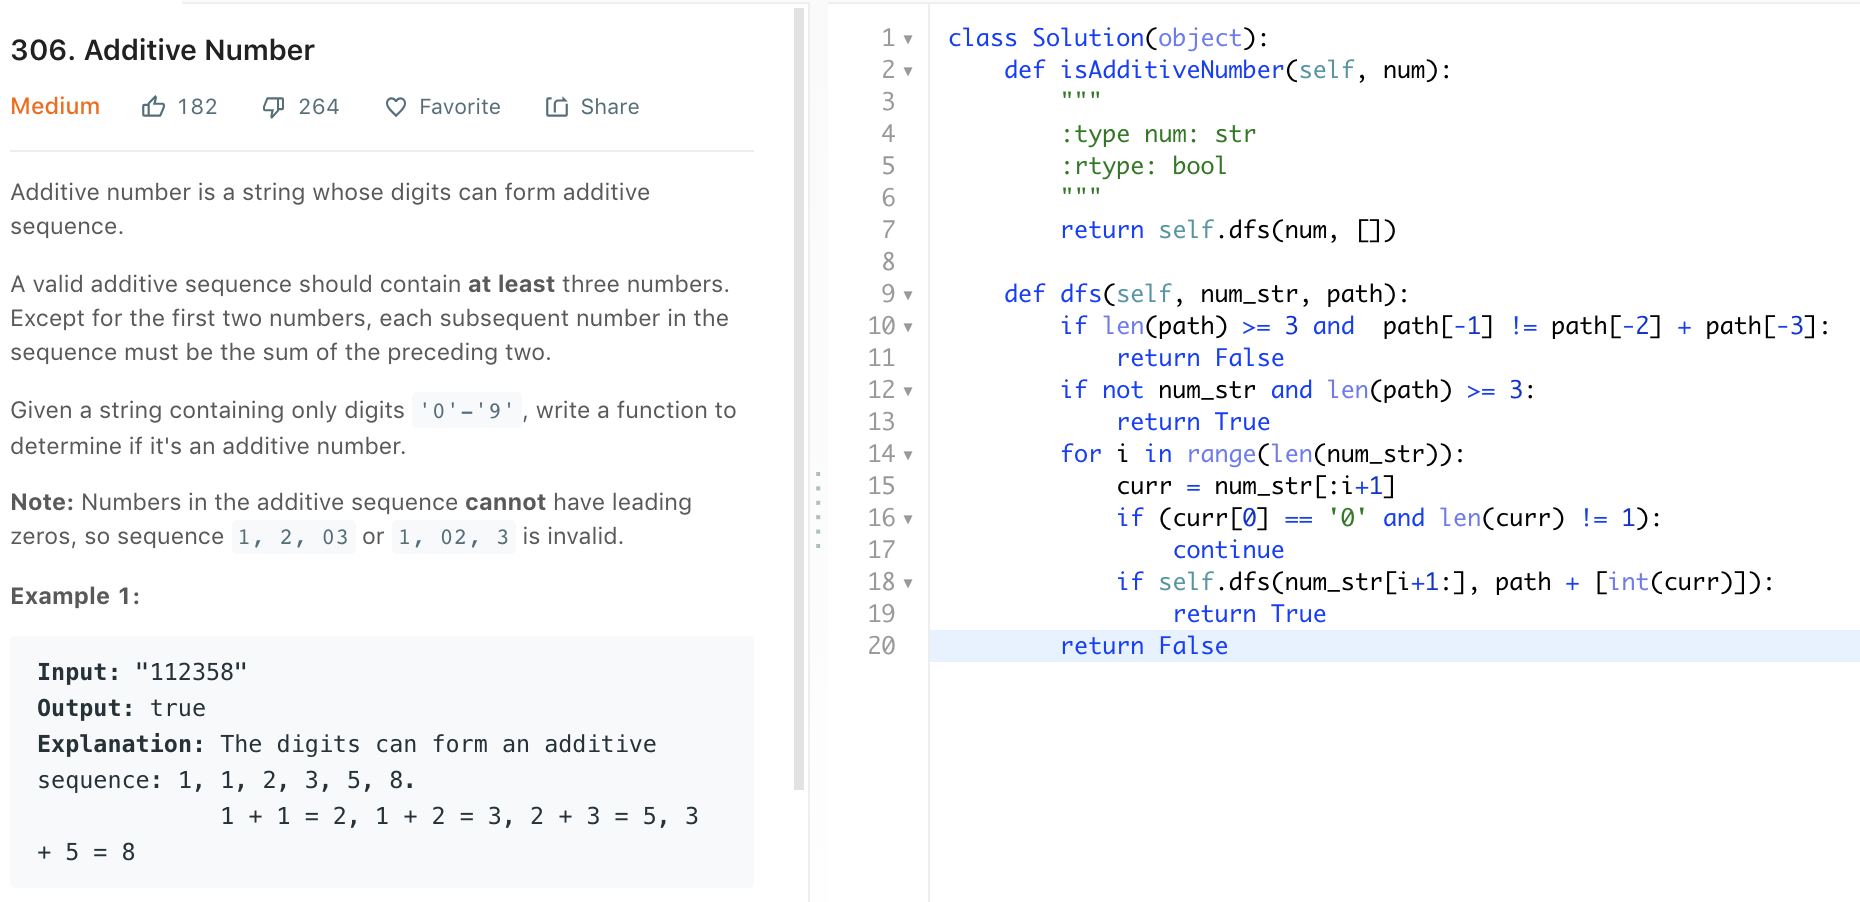 306. Additive Number
Medium 182 264 Favorite Share
Additive number is a string whose digits can form additive
sequence.
A valid additive sequence should contain at least three numbers.
Except for the first two numbers, each subsequent number in the
sequence must be the sum of the preceding two.
Given a string containing only digits '0'-'9', write a function to
determine if it's an additive number.
Note: Numbers in the additive sequence cannot have leading
zeros, so sequence 1, 2, 03 or 1, 02, 3 is invalid.
Example 1:
Input: "112358"
Output: true
Explanation: The digits can form an additive
sequence: 1, 1, 2, 3, 5, 8.
1 + 1 = 2, 1 + 2 = 3, 2 + 3 = 5, 3
+ 5 = 8
1 class Solution(object):
2 def isAdditiveNumber(self, num):
3 """
4 :type num: str
5 :rtype: bool
6 """
7 return self.dfs(num, [])
8
9 def dfs(self, num_str, path):
10 if len(path) >= 3 and  path[-1] != path[-2] + path[-3]:
11 return False
12 if not num_str and len(path) >= 3:
13 return True
14 for i in range(len(num_str)):
15 curr = num_str[:i+1]
16 if (curr[0] == '0' and len(curr) != 1):
17 continue
18 if self.dfs(num_str[i+1:], path + [int(curr)]):
19 return True
20 return False